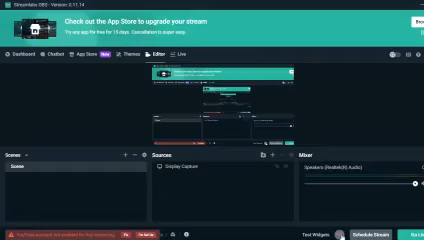 Streamlabs OBS - Version: 0.11.14
Check out the App Store to upgrade your stream
Try any app for free for 15 days. Cancellation is super easy.
Dashboard
Chatbot
App Store
New
Themes
Editor
Live
Scenes
Scene
Sources
Display Capture
Mixer
Speakers (Realtek(R) Audio)
Test Widgets
Schedule Stream